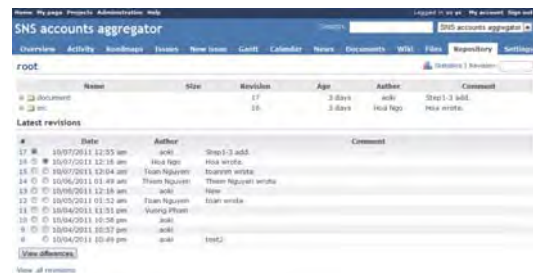 Home My page Projects Administration Help
Logged in as My account Sign out
SNS accounts aggregator
Search:
SNS accounts aggregator
Overview Activity Roadmap Issues New issue Gantt Calendar News Documents Wiki Files Repository Settings
root
Statistics | Revision:
Name Size Revision Age Author Comment
document 17 3 days aoki Step1-3 add.
src 16 3 days Hoa Ngo Hoa wrote.
Latest revisions
# Date Author Comment
17 10/07/2011 12:55 am aoki Step1-3 add.
16 10/07/2011 12:16 am Hoa Ngo Hoa wrote.
15 10/07/2011 12:04 am Toan Nguyen toannm wrote.
14 10/06/2011 01:49 am Thiem Nguyen Thiem Nguyen wrote
13 10/06/2011 12:18 am aoki New
12 10/05/2011 01:52 am Toan Nguyen toan wrote
11 10/04/2011 11:51 pm Vuong Pham
10 10/04/2011 10:58 pm aoki
9 10/04/2011 10:57 pm aoki
8 10/04/2011 10:49 pm aoki test2
View differences
View all revisions